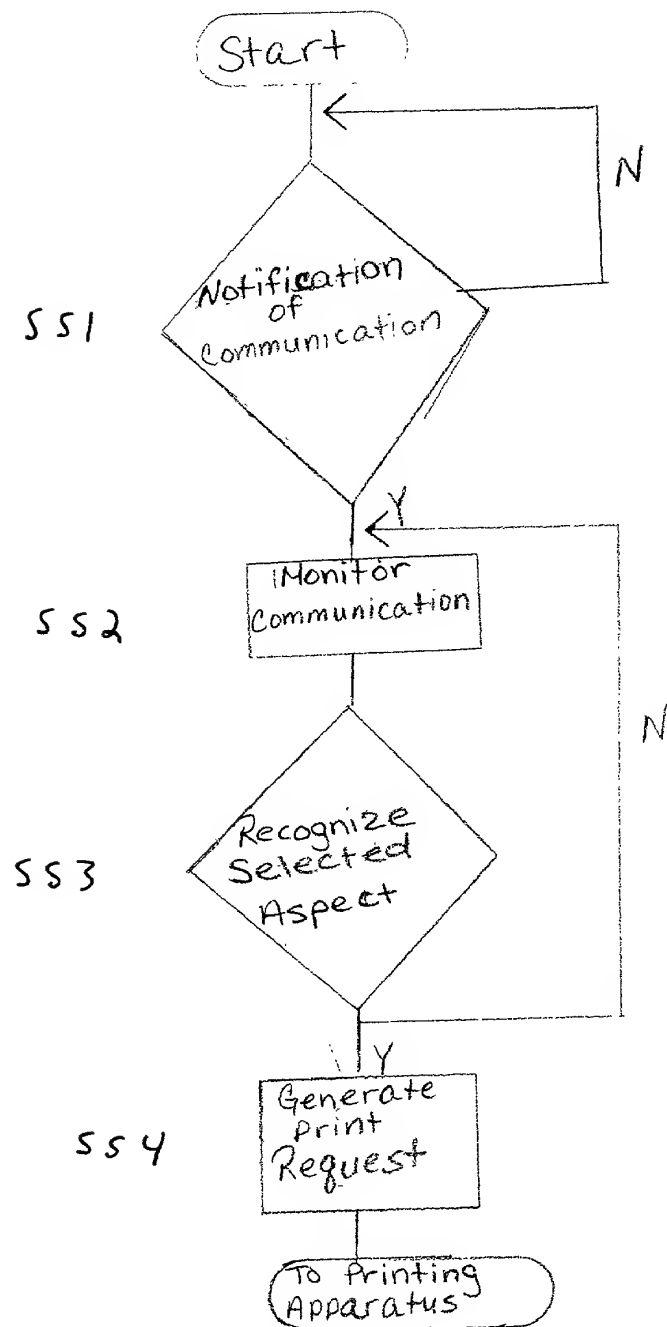 Start
N
SS1
Notification
of
Communication
Y
SS2
Monitor
Communication
N
SS3
Recognize
Selected
Aspect
Y
SS4
Generate
Print
Request
To Printing
Apparatus